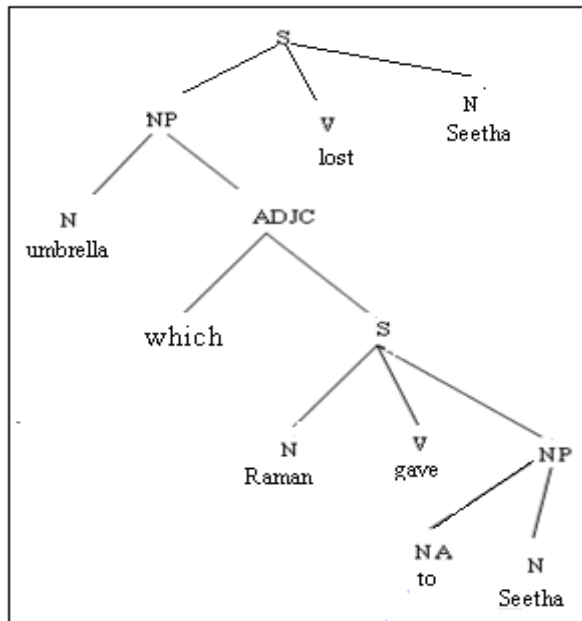 S
NP
V
N
lost
Seetha
N
umbrella
ADJC
which
S
N
Raman
V
gave
NP
NA
to
N
Seetha